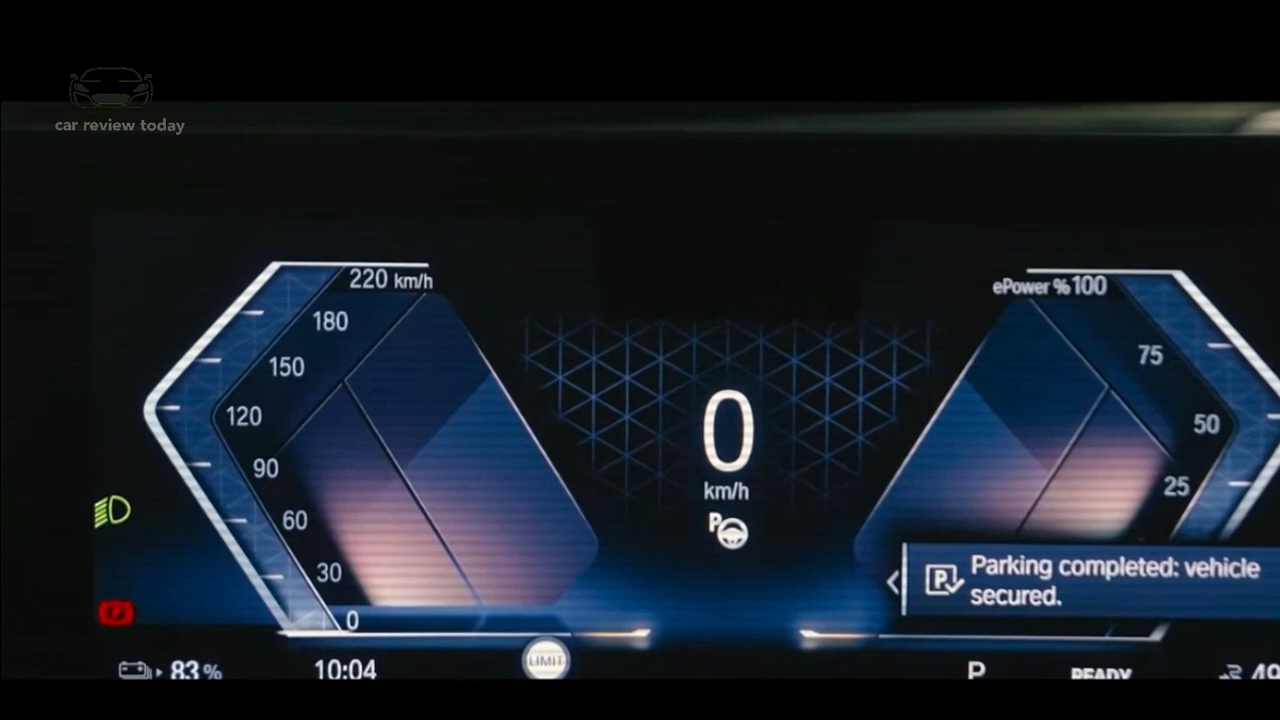 car review today
220 km/h
180
150
120
90
60
30
0
0
km/h
P
ePower %100
75
50
25
P
Parking completed: vehicle
secured.
83 %
10:04
LIMIT
P
READY
49